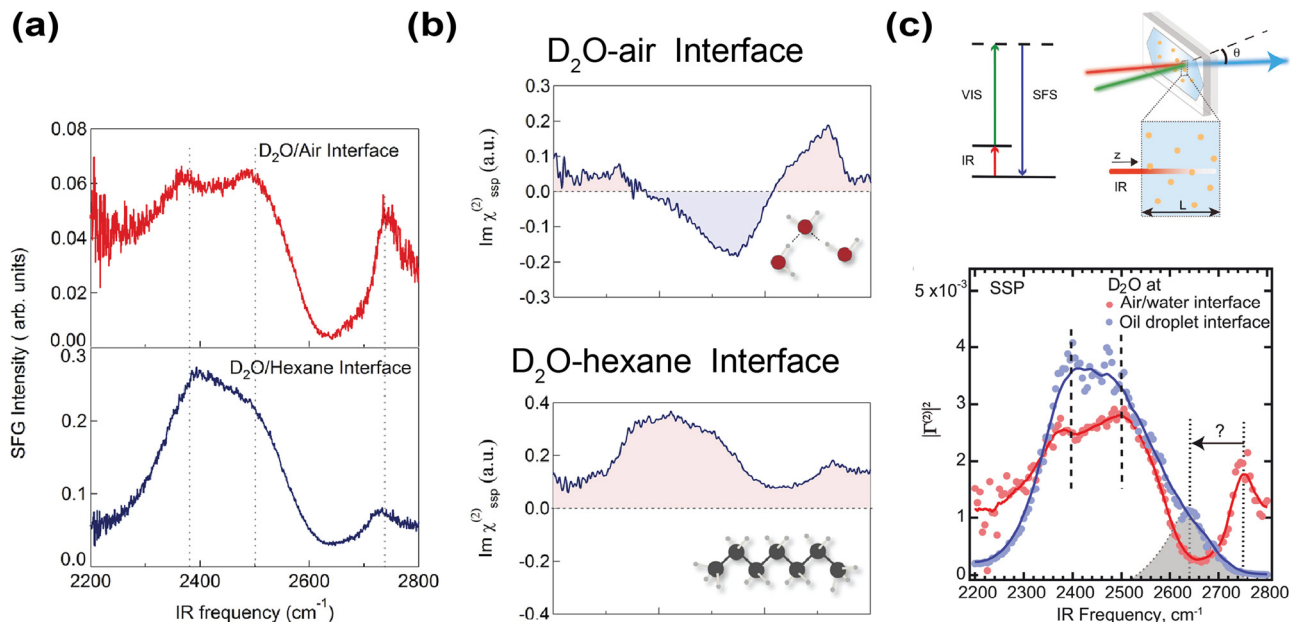 (a)
0.08
0.06
0.04
0.02
0.00
D₂O/Air Interface
0.3
0.2
0.1
0.0
D₂O/Hexane Interface
SFG Intensity ( arb. units)
2200 2400 2600 2800
IR frequency (cm⁻¹)
(b)
D₂O-air Interface
0.3
0.2
0.1
0.0
-0.1
-0.2
-0.3
Im χ⁽²⁾ssp (a.u.)
D₂O-hexane Interface
0.4
0.2
0.0
-0.2
-0.4
Im χ⁽²⁾ssp (a.u.)
(c)
VIS
SFS
IR
θ
z
IR
L
5 x10⁻³
4
3
2
1
0
SSP
D₂O at
Air/water interface
Oil droplet interface
?
|Γ⁽²⁾|²
2200 2300 2400 2500 2600 2700 2800
IR Frequency, cm⁻¹